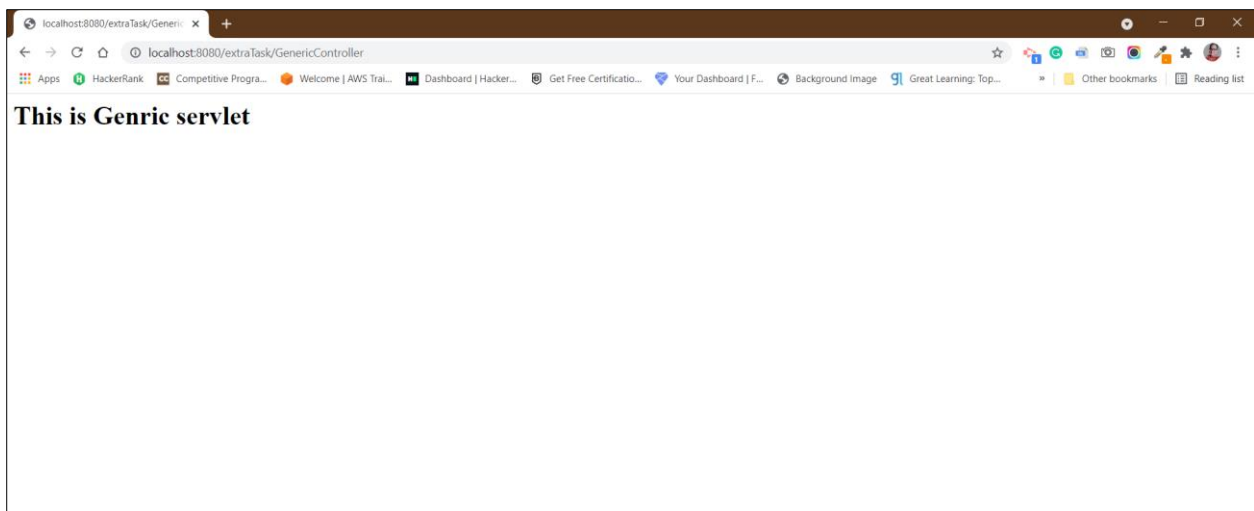 localhost:8080/extraTask/Generic
localhost:8080/extraTask/GenericController
Apps HackerRank CC Competitive Progra... Welcome | AWS Trai... Dashboard | Hacker... Get Free Certificatio... Your Dashboard | F... Background Image Great Learning: Top... » Other bookmarks Reading list
This is Genric servlet